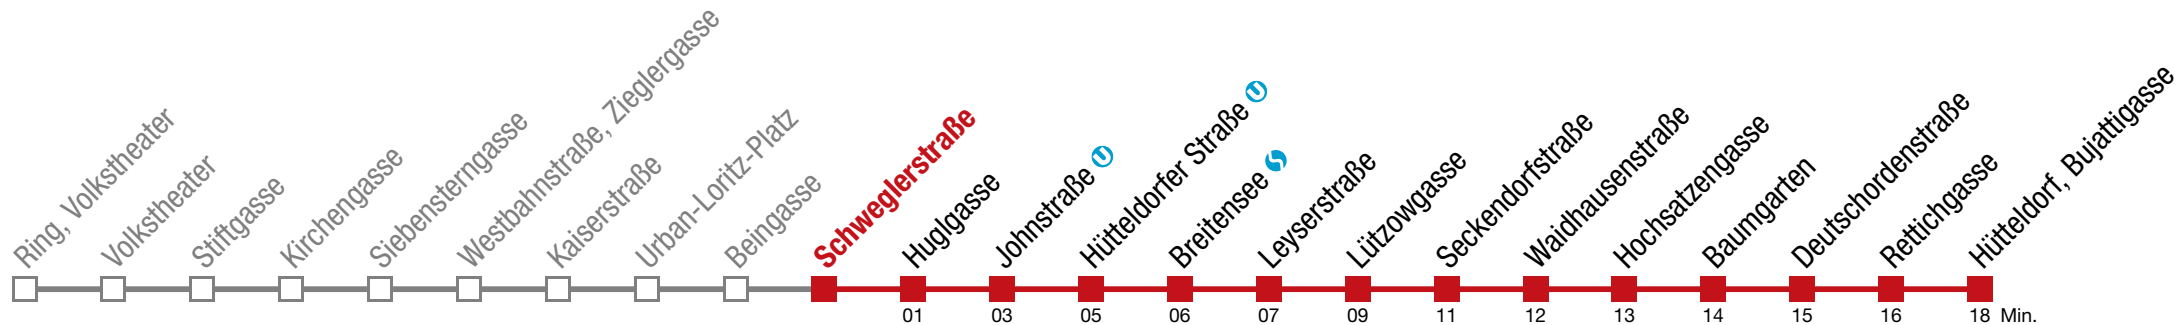 Ring, Volkstheater
Volkstheater
Stiftgasse
Kirchengasse
Siebensterngasse
Westbahnstraße, Zieglergasse
Kaiserstraße
Urban-Loritz-Platz
Beingasse
Schweglerstraße
Huglgasse
Johnstraße U
Hütteldorfer Straße U
Breitensee S
Leyserstraße
Lützowgasse
Seckendorfstraße
Waidhausenstraße
Hochsatzengasse
Baumgarten
Deutschordenstraße
Rettichgasse
Hütteldorf, Bujattigasse
01 03 05 06 07 09 11 12 13 14 15 16 18 Min.